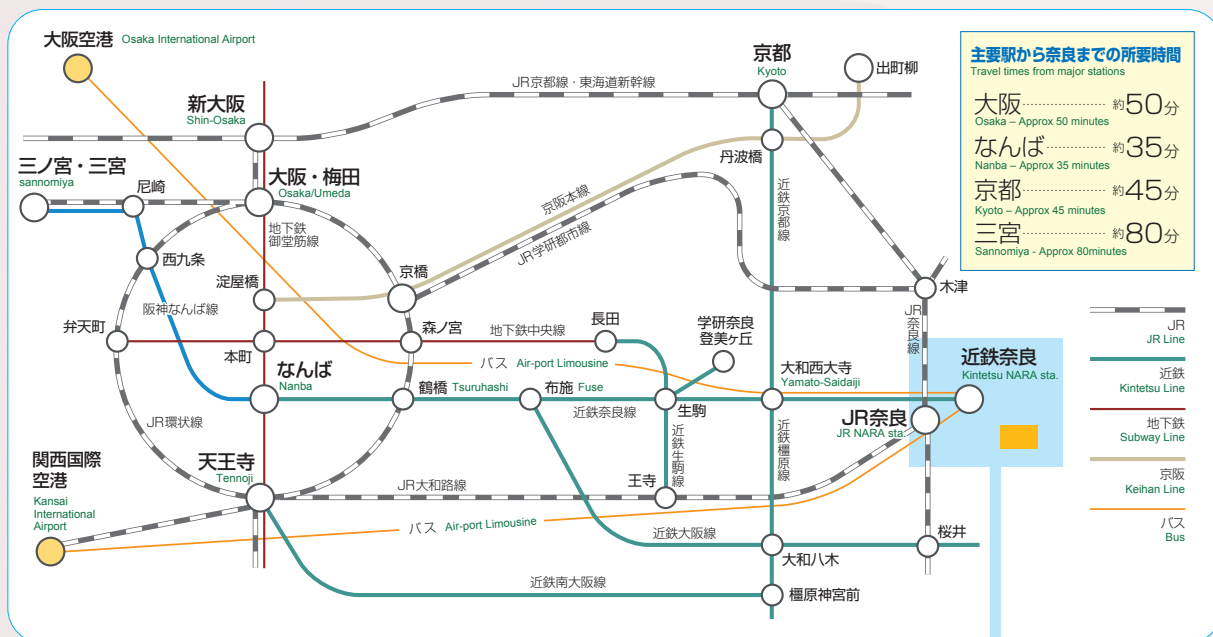 大阪空港 Osaka International Airport
京都
Kyoto
出町柳
JR京都線・東海道新幹線
新大阪
Shin-Osaka
丹波橋
三ノ宮・三宮
sannomiya
尼崎
大阪・梅田
Osaka/Umeda
地下鉄
御堂筋線
京阪本線
JR学研都市線
近鉄京都線
西九条
淀屋橋
京橋
木津
阪神なんば線
弁天町
本町
森ノ宮
地下鉄中央線
長田
学研奈良
登美ヶ丘
JR奈良線
バス Air-port Limousine
なんば
Nanba
鶴橋 Tsuruhashi
布施 Fuse
近鉄奈良線
生駒
大和西大寺
Yamato-Saidaiji
近鉄奈良
Kintetsu NARA sta.
JR奈良
JR NARA sta.
JR環状線
近鉄生駒線
近鉄橿原線
関西国際
空港
Kansai
International
Airport
天王寺
Tennoji
JR大和路線
王寺
バス Air-port Limousine
近鉄大阪線
大和八木
桜井
近鉄南大阪線
橿原神宮前
主要駅から奈良までの所要時間
Travel times from major stations
大阪 約50分
Osaka – Approx 50 minutes
なんば 約35分
Nanba – Approx 35 minutes
京都 約45分
Kyoto – Approx 45 minutes
三宮 約80分
Sannomiya - Approx 80minutes
JR
JR Line
近鉄
Kintetsu Line
地下鉄
Subway Line
京阪
Keihan Line
バス
Bus